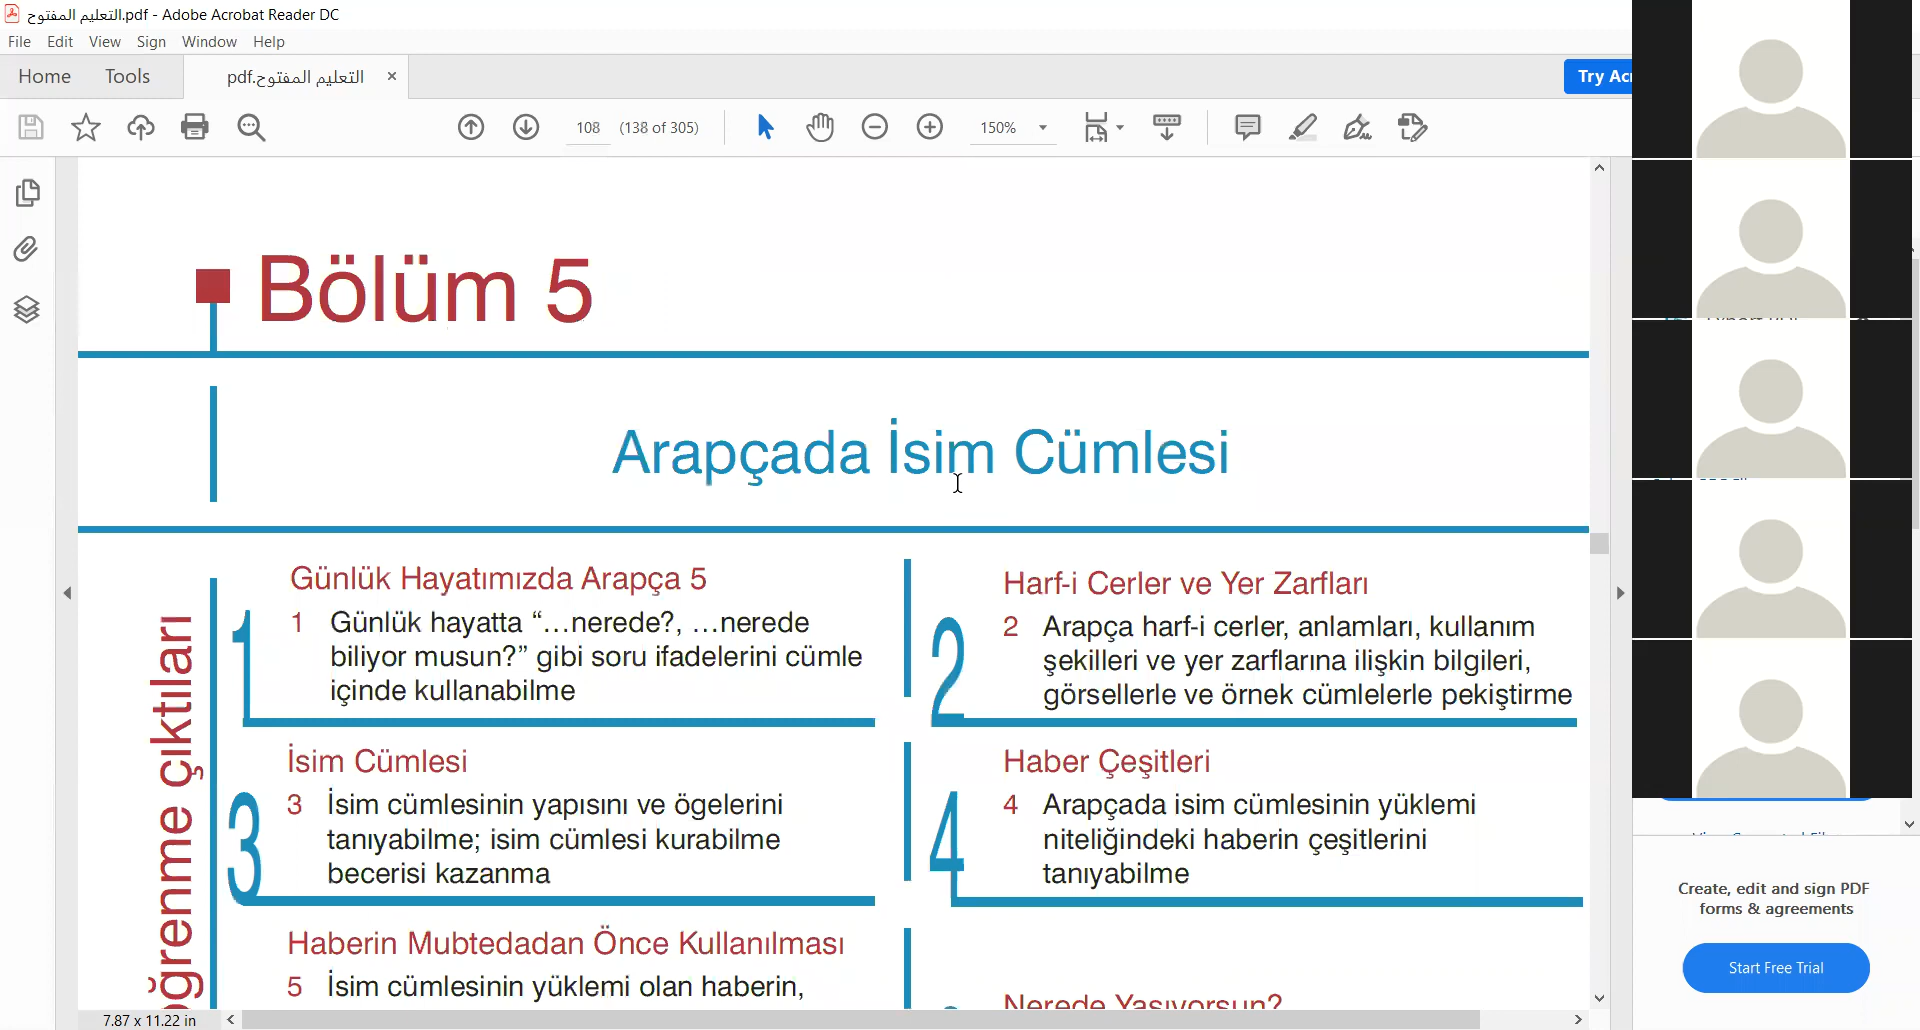 التعليم المفتوح.pdf - Adobe Acrobat Reader DC
File Edit View Sign Window Help
Home Tools التعليم المفتوح.pdf ×
Try
108 (138 of 305) 150%
Bölüm 5
Arapçada İsim Cümlesi
öğrenme çıktıları
1 Günlük Hayatımızda Arapça 5
1 Günlük hayatta “...nerede?, ...nerede
biliyor musun?” gibi soru ifadelerini cümle
içinde kullanabilme
2 Harf-i Cerler ve Yer Zarfları
2 Arapça harf-i cerler, anlamları, kullanım
şekilleri ve yer zarflarına ilişkin bilgileri,
görsellerle ve örnek cümlelerle pekiştirme
3 İsim Cümlesi
3 İsim cümlesinin yapısını ve ögelerini
tanıyabilme; isim cümlesi kurabilme
becerisi kazanma
4 Haber Çeşitleri
4 Arapçada isim cümlesinin yüklemi
niteliğindeki haberin çeşitlerini
tanıyabilme
Haberin Mubtedadan Önce Kullanılması
5 İsim cümlesinin yüklemi olan haberin,
Nerede Yaşıyorsun?
Create, edit and sign PDF
forms & agreements
Start Free Trial
7.87 x 11.22 in